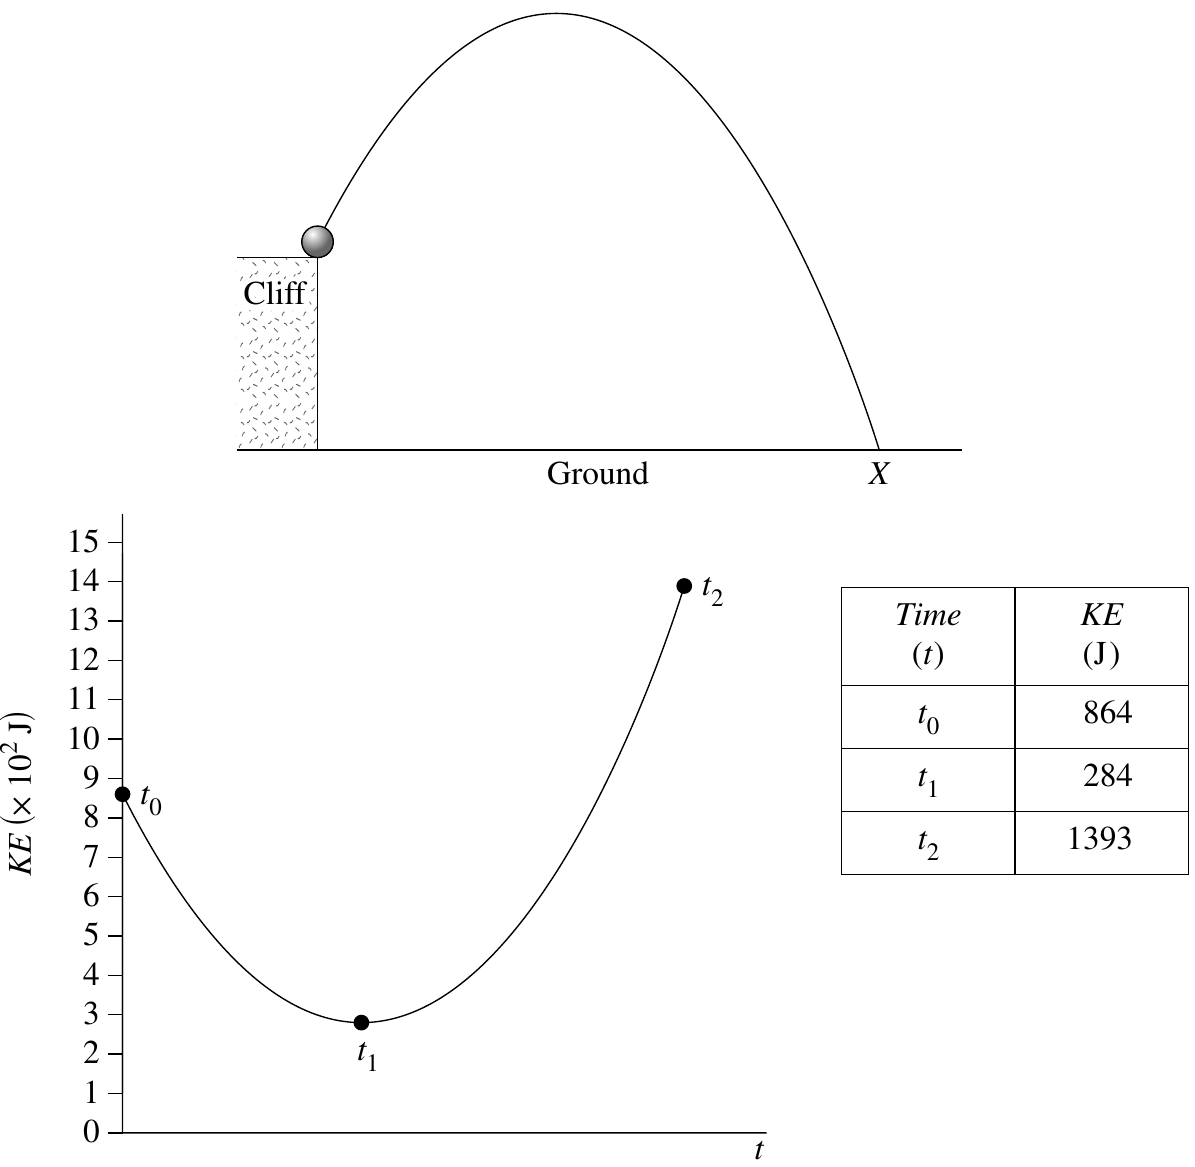 Cliff
Ground
X
15
14
13
12
11
10
9
8
7
6
5
4
3
2
1
0
KE (× 10² J)
t₀
t₁
t₂
t
Time KE
(t) (J)
t₀ 864
t₁ 284
t₂ 1393